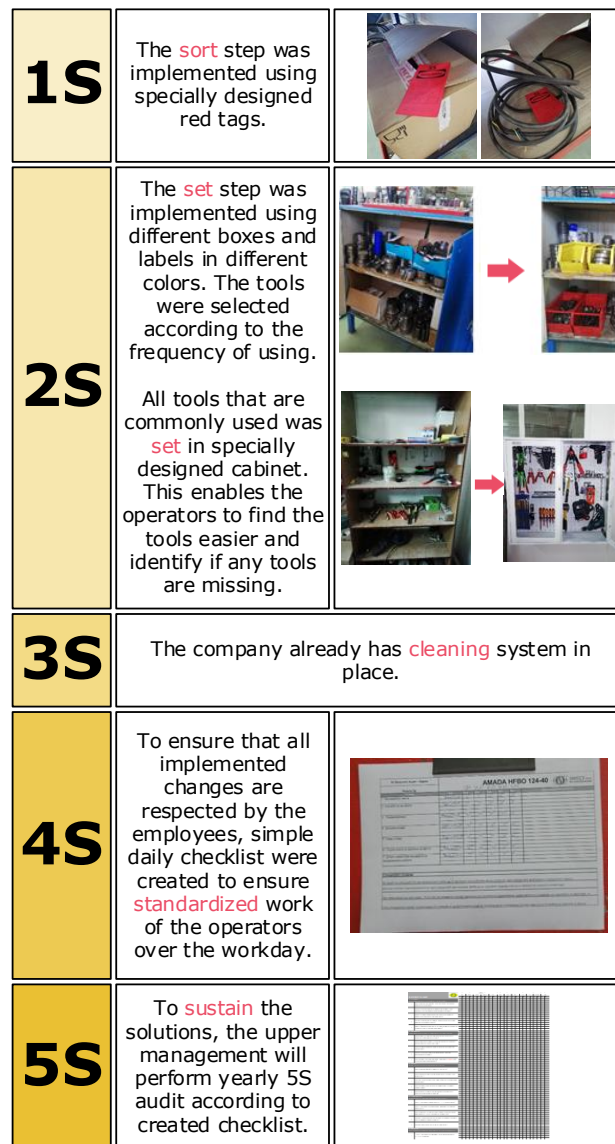 1S
The sort step was
implemented using
specially designed
red tags.
2S
The set step was
implemented using
different boxes and
labels in different
colors. The tools
were selected
according to the
frequency of using.
All tools that are
commonly used was
set in specially
designed cabinet.
This enables the
operators to find the
tools easier and
identify if any tools
are missing.
3S
The company already has cleaning system in
place.
4S
To ensure that all
implemented
changes are
respected by the
employees, simple
daily checklist were
created to ensure
standardized work
of the operators
over the workday.
AMADA HFBO 124-40
5S
To sustain the
solutions, the upper
management will
perform yearly 5S
audit according to
created checklist.